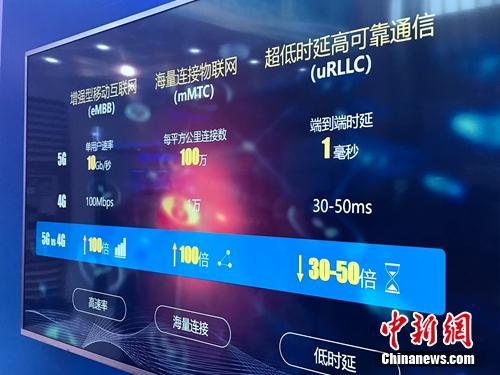 增强型移动互联网
(eMBB)
海量连接物联网
(mMTC)
超低时延高可靠通信
(uRLLC)
单用户速率
每平方公里连接数
端到端时延
5G
10Gb/秒
100万
1毫秒
4G
100Mbps
1万
30-50ms
5G vs 4G
↑100倍
↑100倍
↓30-50倍
高速率
海量连接
低时延
中新网
Chinanews.com